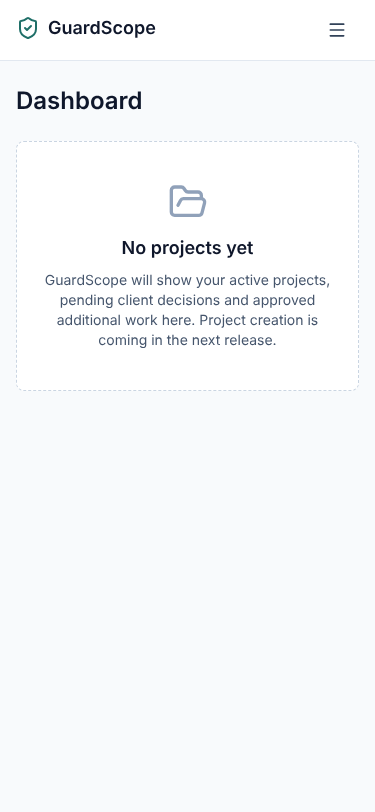 GuardScope
Dashboard
No projects yet
GuardScope will show your active projects,
pending client decisions and approved
additional work here. Project creation is
coming in the next release.